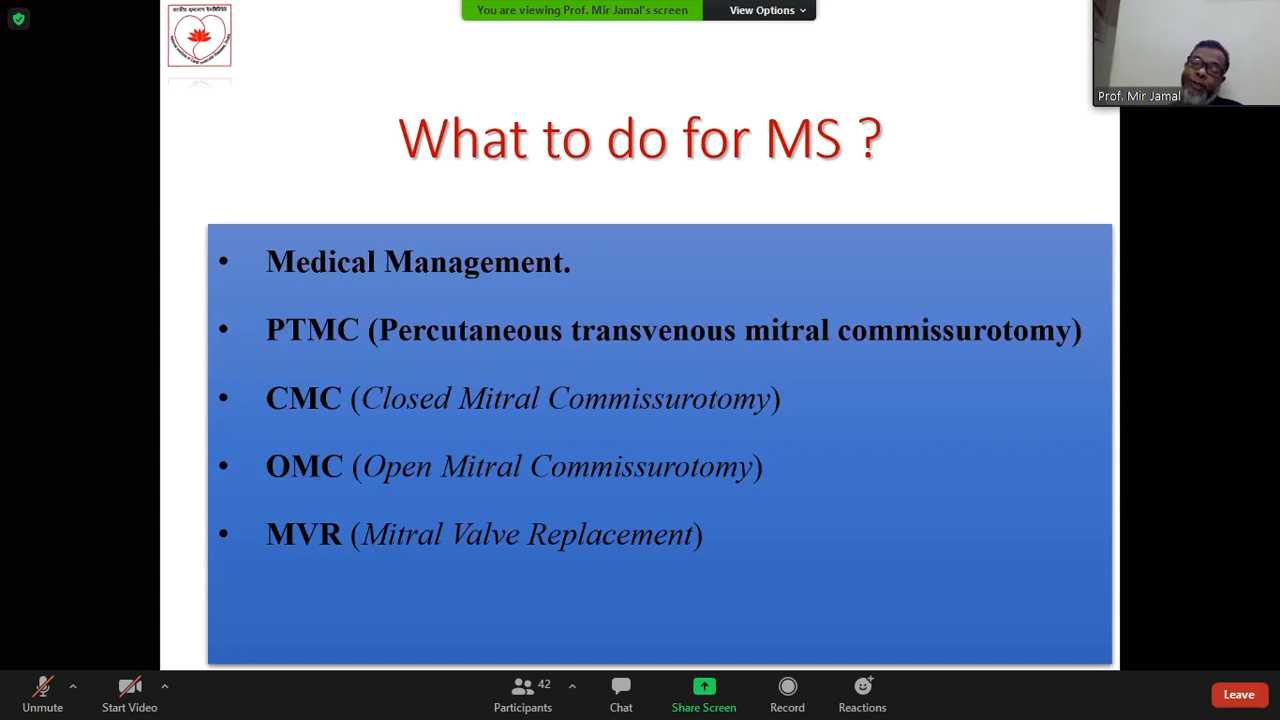 You are viewing Prof. Mir Jamal's screen
View Options
Prof. Mir Jamal
What to do for MS ?
• Medical Management.
• PTMC (Percutaneous transvenous mitral commissurotomy)
• CMC (Closed Mitral Commissurotomy)
• OMC (Open Mitral Commissurotomy)
• MVR (Mitral Valve Replacement)
42
Unmute
Start Video
Participants
Chat
Share Screen
Record
Reactions
Leave